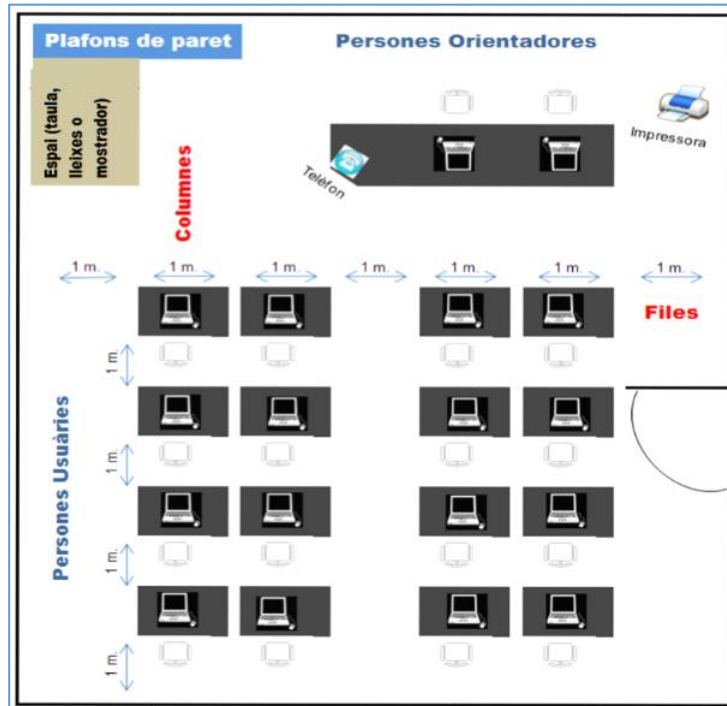 Plafons de paret
Persones Orientadores
Espai (taula,
lleixes o
mostrador)
Columnes
Telèfon
Impressora
1 m.
1 m.
1 m.
1 m.
1 m.
1 m.
1 m.
Files
1 m.
1 m.
1 m.
1 m.
Persones Usuàries